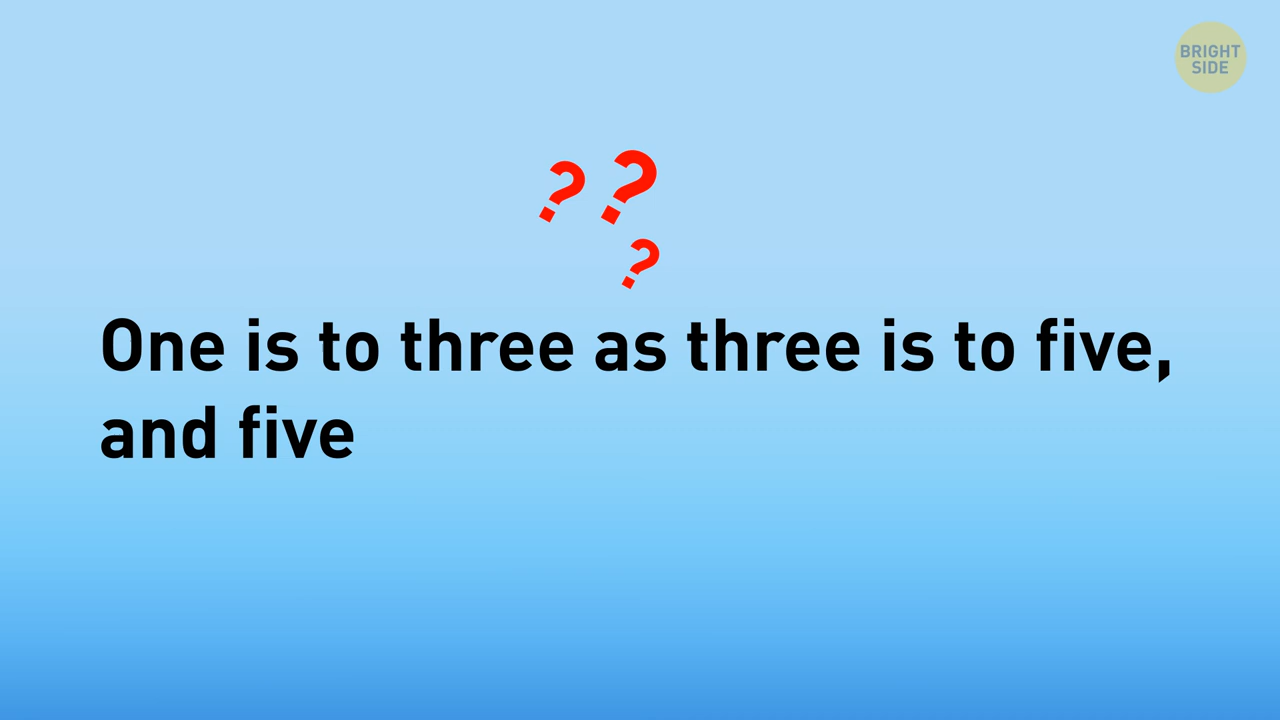 BRIGHT
SIDE
? ?
?
One is to three as three is to five,
and five